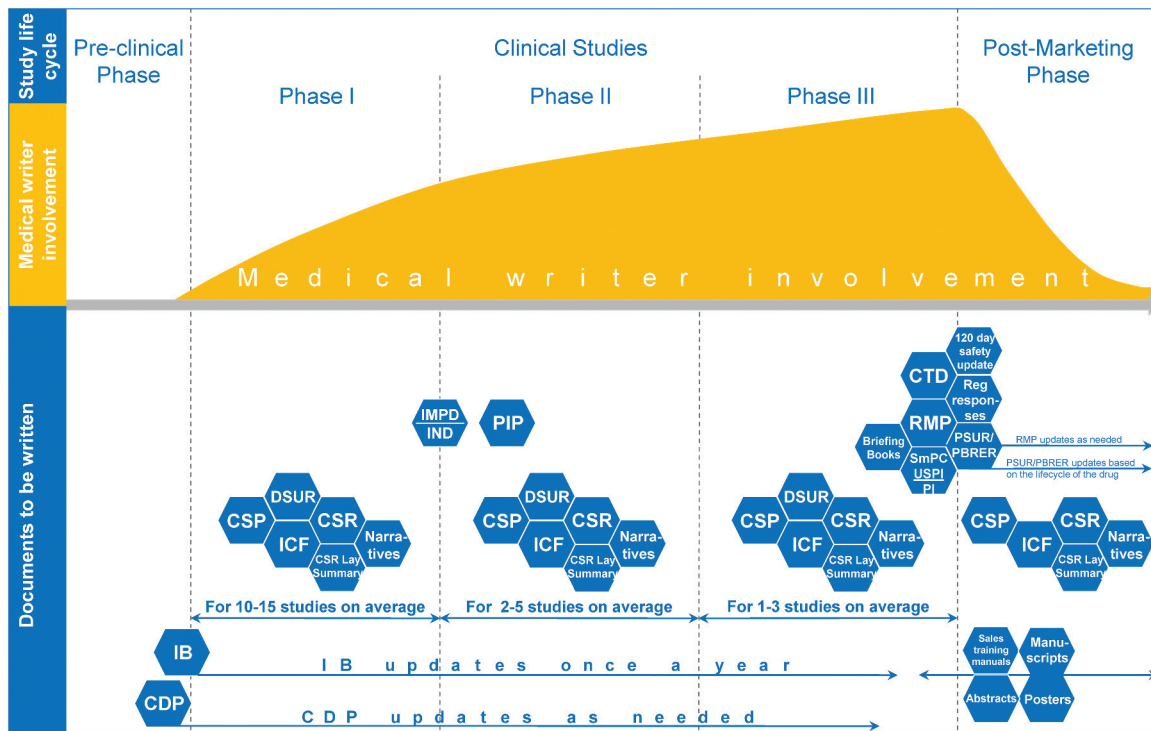 Study life
cycle
Pre-clinical
Phase
Clinical Studies
Post-Marketing
Phase
Phase I
Phase II
Phase III
Medical writer
involvement
Medical writer involvement
Documents to be written
120 day
safety
update
CTD
Reg
respon-
ses
IMPD
IND
PIP
RMP
Briefing
Books
PSUR/
PBRER
RMP updates as needed
SmPC
USPI
PI
PSUR/PBRER updates based
on the lifecycle of the drug
DSUR
CSP
CSR
ICF
Narra-
tives
CSR Lay
Summary
DSUR
CSP
CSR
ICF
Narra-
tives
CSR Lay
Summary
DSUR
CSP
CSR
ICF
Narra-
tives
CSR Lay
Summary
CSP
CSR
ICF
Narra-
tives
CSR Lay
Summary
For 10-15 studies on average
For 2-5 studies on average
For 1-3 studies on average
IB
IB updates once a year
Sales
training
manuals
Manu-
scripts
CDP
CDP updates as needed
Abstracts
Posters